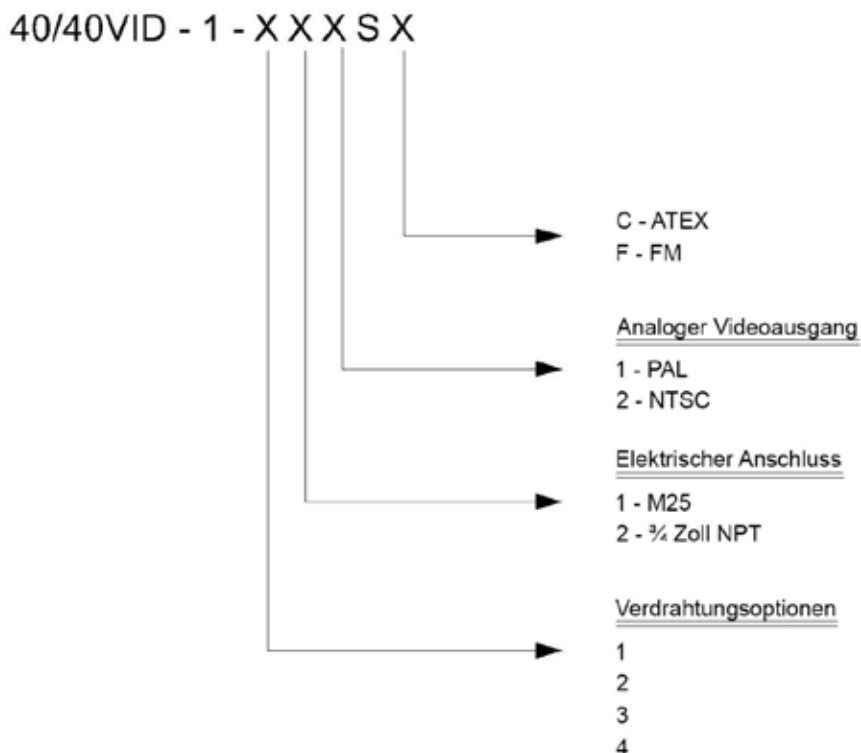 40/40VID - 1 - X X X S X
C - ATEX
F - FM
Analoger Videoausgang
1 - PAL
2 - NTSC
Elektrischer Anschluss
1 - M25
2 - ¾ Zoll NPT
Verdrahtungsoptionen
1
2
3
4